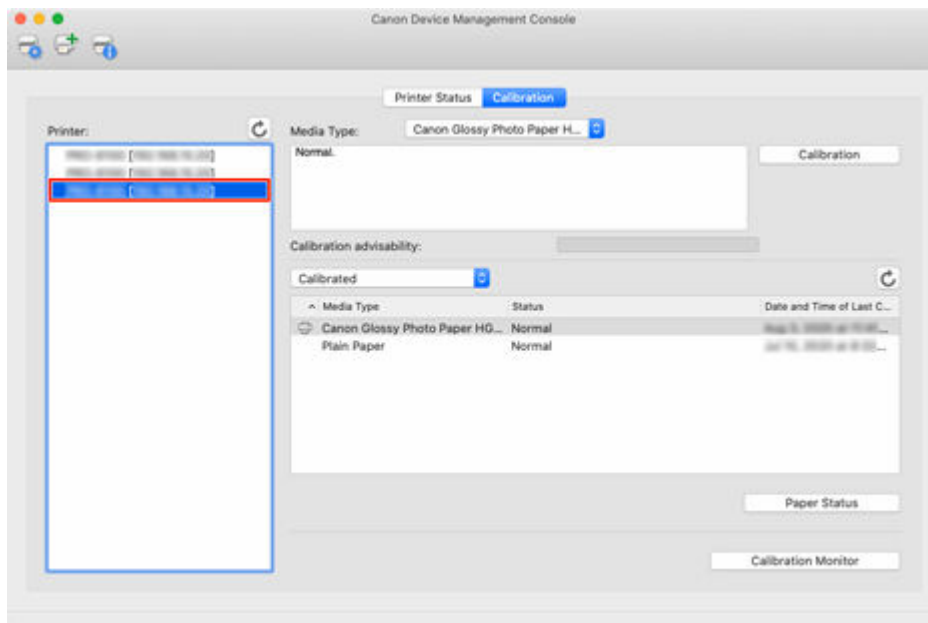 Canon Device Management Console
Printer Status Calibration
Printer:
Media Type: Canon Glossy Photo Paper H...
Normal.
Calibration
Calibration advisability:
Calibrated
Media Type Status Date and Time of Last C...
Canon Glossy Photo Paper HG... Normal
Plain Paper Normal
Paper Status
Calibration Monitor